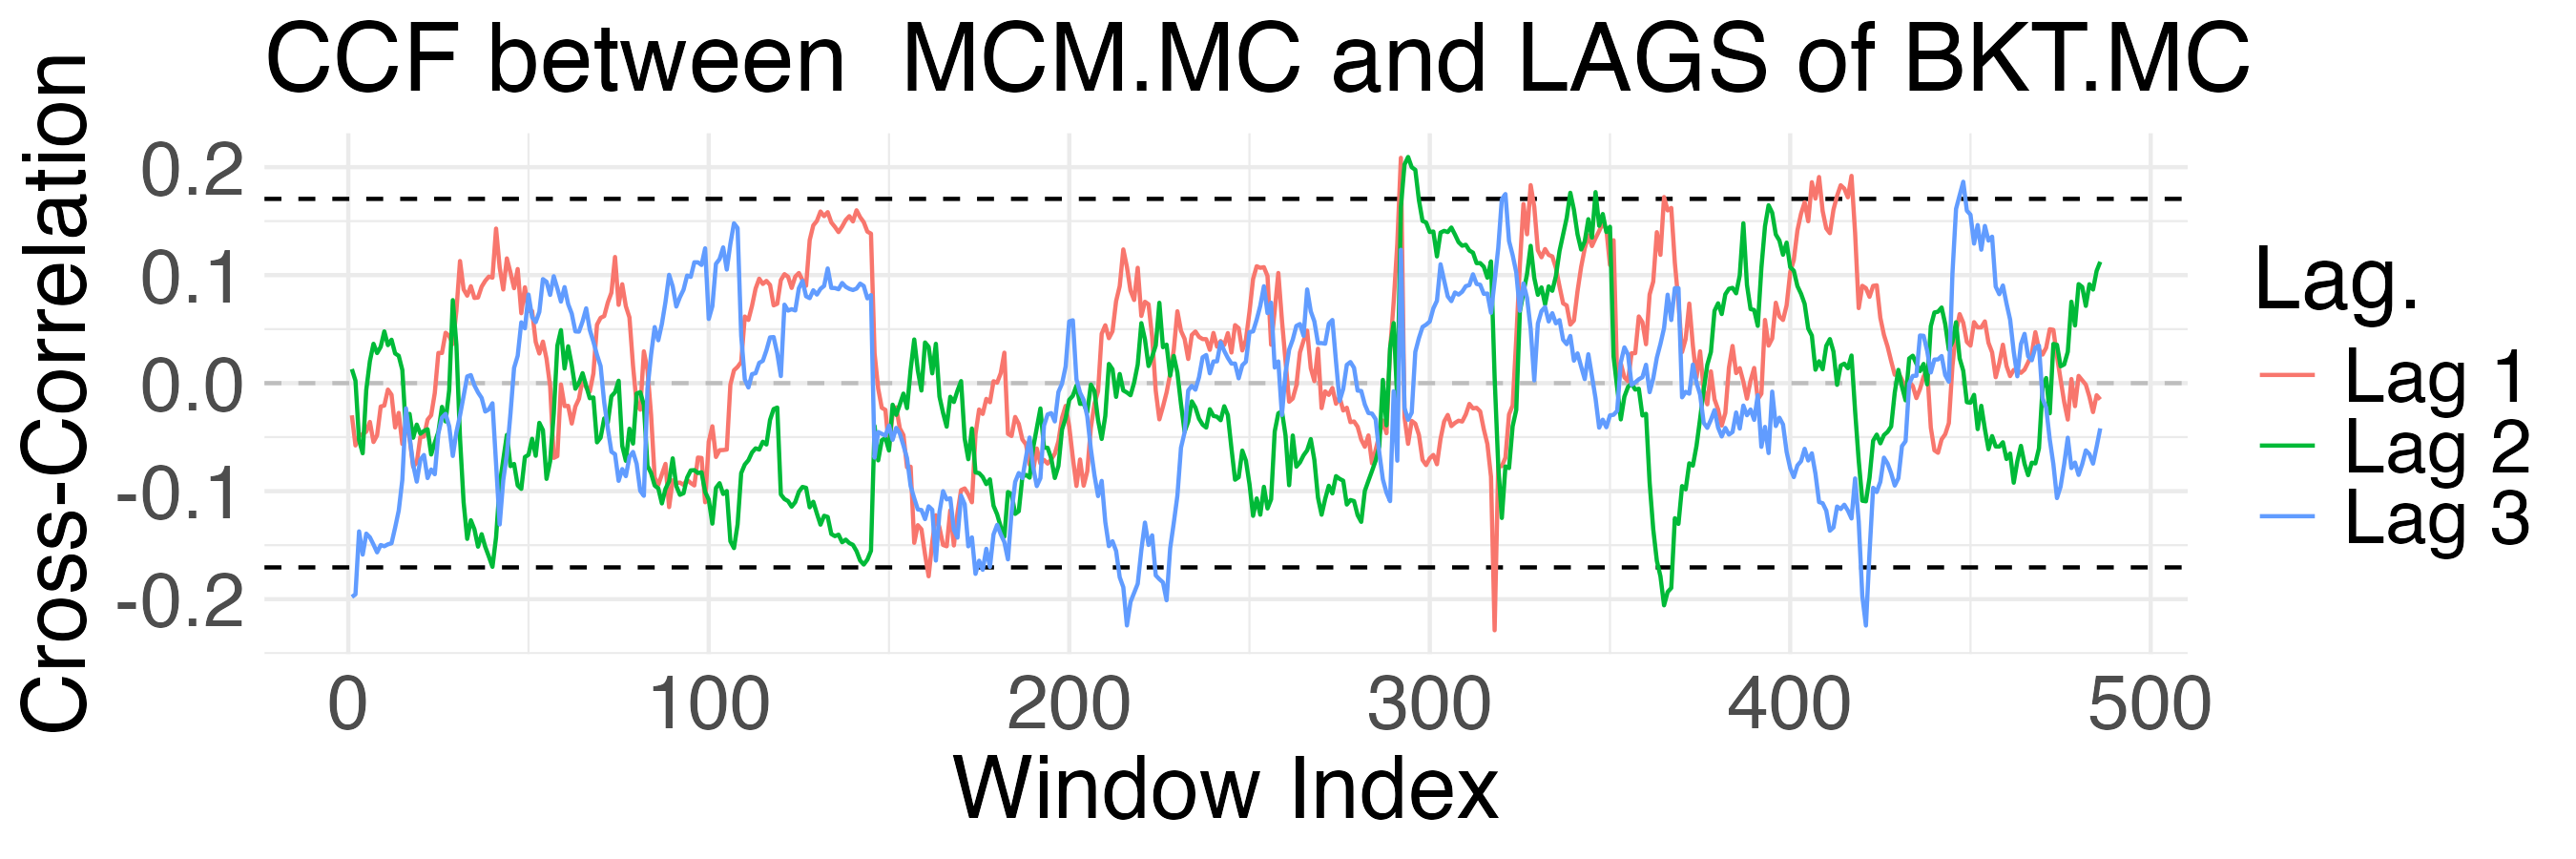 CCF between  MCM.MC and LAGS of BKT.MC
Cross-Correlation
0.2
0.1
0.0
-0.1
-0.2
0 100 200 300 400 500
Window Index
Lag.
Lag 1
Lag 2
Lag 3